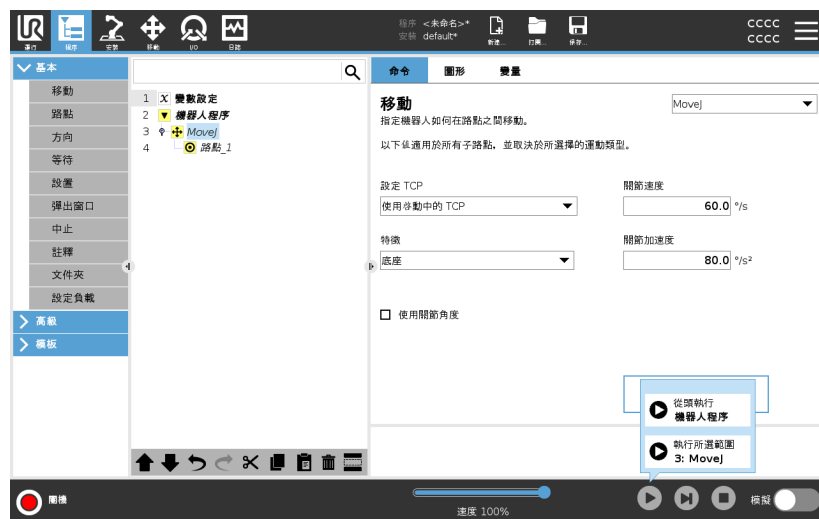 UR
程序 <未命名>*
安裝 default*
運行
程序
安裝
移動
I/O
日誌
新建...
打開...
保存...
CCCC
CCCC
基本
移動
路點
方向
等待
設置
彈出窗口
中止
註釋
文件夾
設定負載
高級
模板
1 X 變數設定
2 機器人程序
3 MoveJ
4 路點_1
命令
圖形
變量
移動
MoveJ
指定機器人如何在路點之間移動。
以下值適用於所有子路點，並取決於所選擇的運動類型。
設定 TCP
關節速度
使用移動中的 TCP
60.0 °/s
特徵
關節加速度
底座
80.0 °/s²
使用關節角度
從頭執行
機器人程序
執行所選範圍
3: MoveJ
關機
速度 100%
模擬